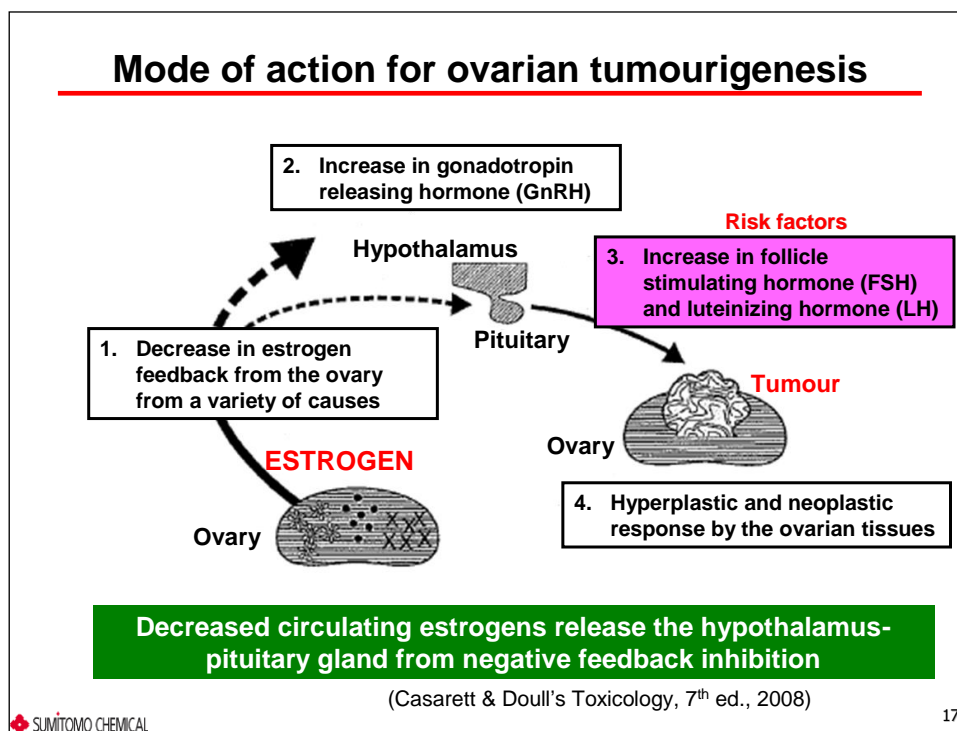 Mode of action for ovarian tumourigenesis
2. Increase in gonadotropin
releasing hormone (GnRH)
Risk factors
Hypothalamus
3. Increase in follicle
stimulating hormone (FSH)
and luteinizing hormone (LH)
Pituitary
1. Decrease in estrogen
feedback from the ovary
from a variety of causes
Tumour
Ovary
ESTROGEN
4. Hyperplastic and neoplastic
response by the ovarian tissues
Ovary
Decreased circulating estrogens release the hypothalamus-
pituitary gland from negative feedback inhibition
(Casarett & Doull's Toxicology, 7th ed., 2008)
SUMITOMO CHEMICAL
17